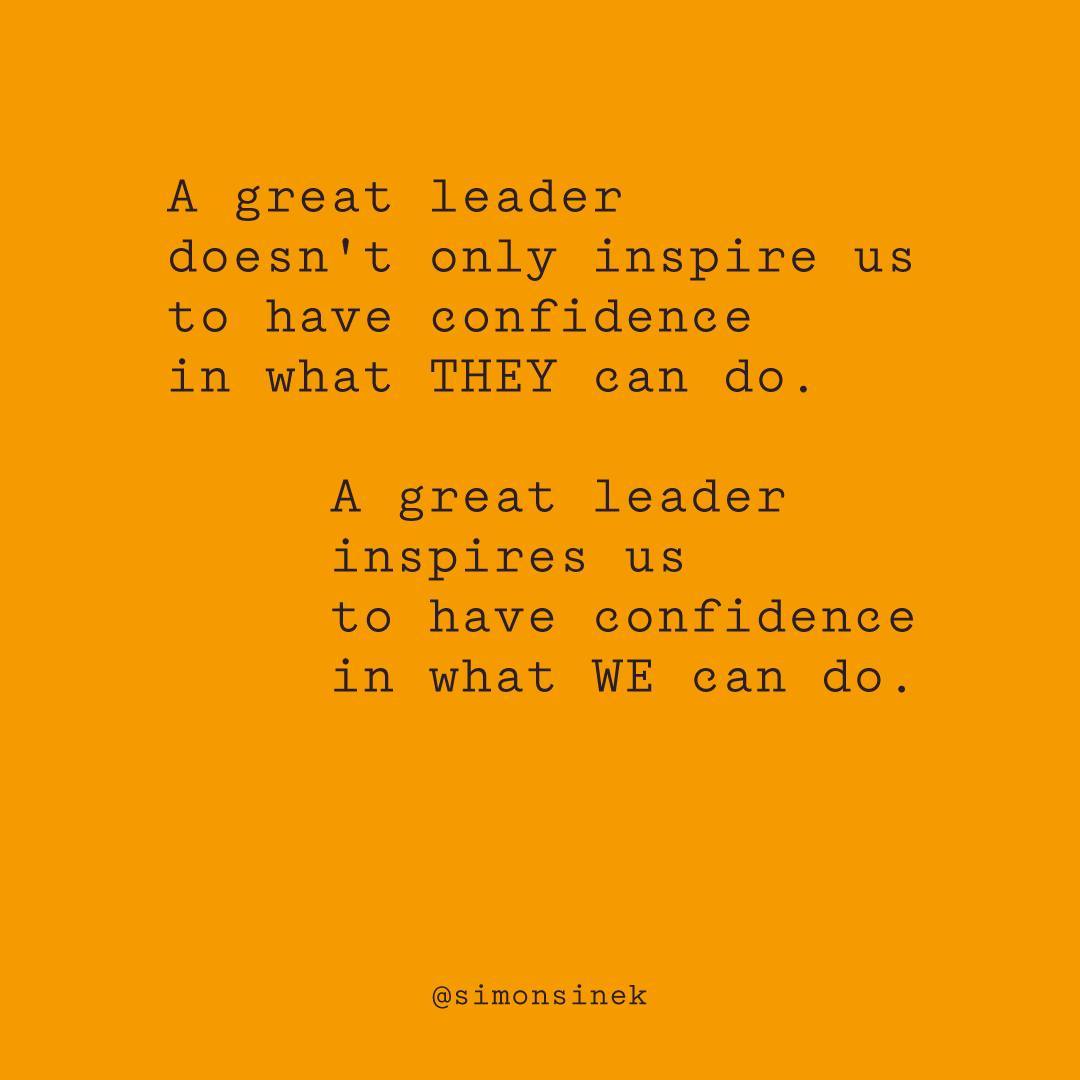 A great leader
doesn't only inspire us
to have confidence
in what THEY can do.
A great leader
inspires us
to have confidence
in what WE can do.
@simonsinek